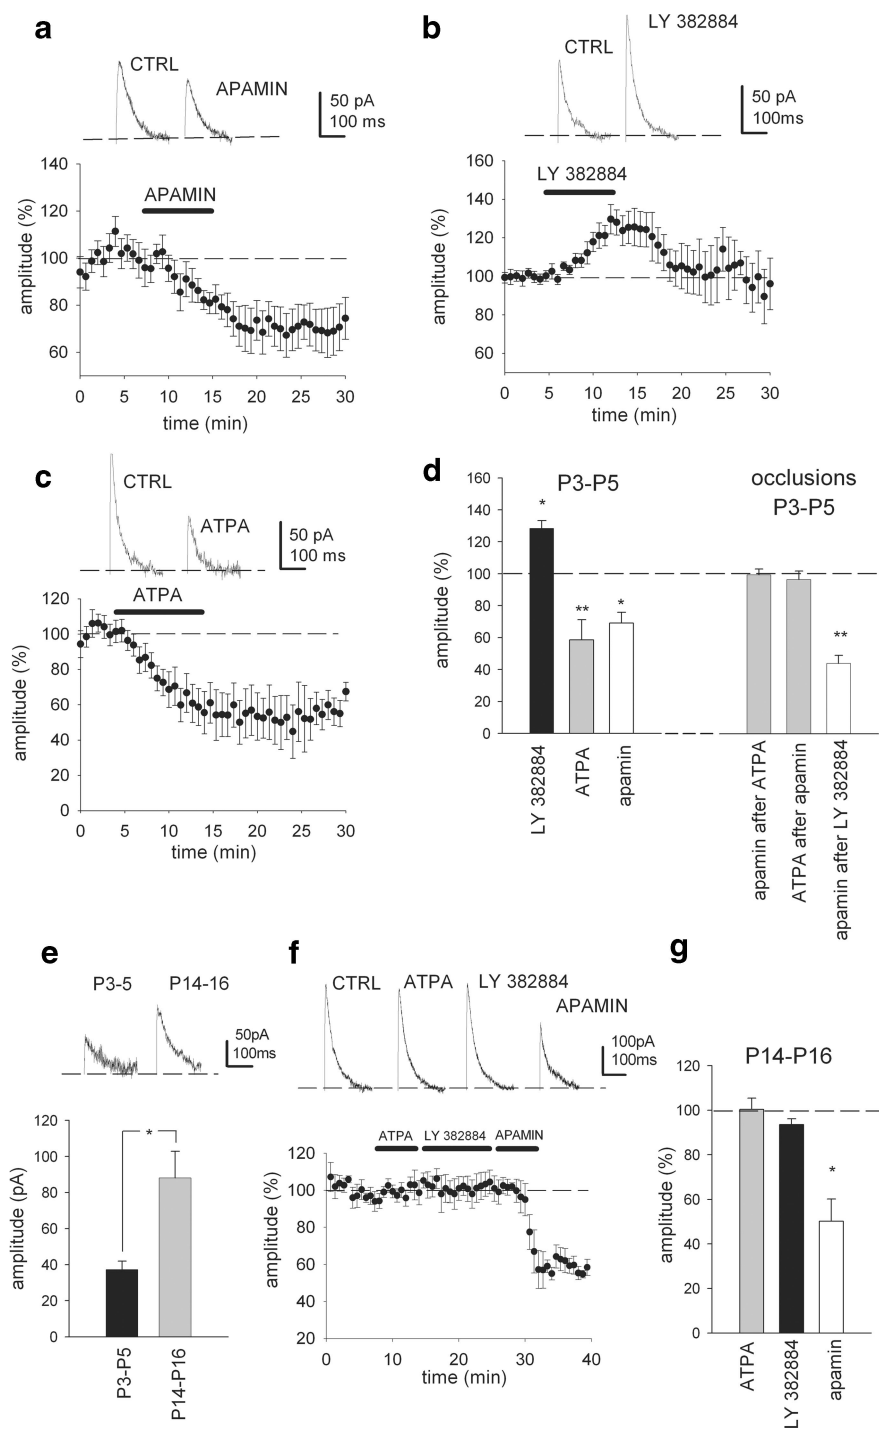 a
CTRL
APAMIN
50 pA
100 ms
140
120
100
80
60
APAMIN
amplitude (%)
0 5 10 15 20 25 30
time (min)
b
LY 382884
CTRL
50 pA
100ms
160
140
120
100
80
60
LY 382884
amplitude (%)
0 5 10 15 20 25 30
time (min)
c
CTRL
ATPA
50 pA
100 ms
120
100
80
60
40
20
0
ATPA
amplitude (%)
0 5 10 15 20 25 30
time (min)
d
P3-P5
occlusions
P3-P5
160
140
120
100
80
60
40
20
0
amplitude (%)
*
**
*
**
LY 382884
ATPA
apamin
apamin after ATPA
ATPA after apamin
apamin after LY 382884
e
P3-5
P14-16
50pA
100ms
120
100
80
60
40
20
0
*
amplitude (pA)
P3-P5
P14-P16
f
CTRL
ATPA
LY 382884
APAMIN
100pA
100ms
ATPA
LY 382884
APAMIN
120
100
80
60
40
20
amplitude (%)
0 10 20 30 40
time (min)
g
P14-P16
120
100
80
60
40
20
0
*
amplitude (%)
ATPA
LY 382884
apamin